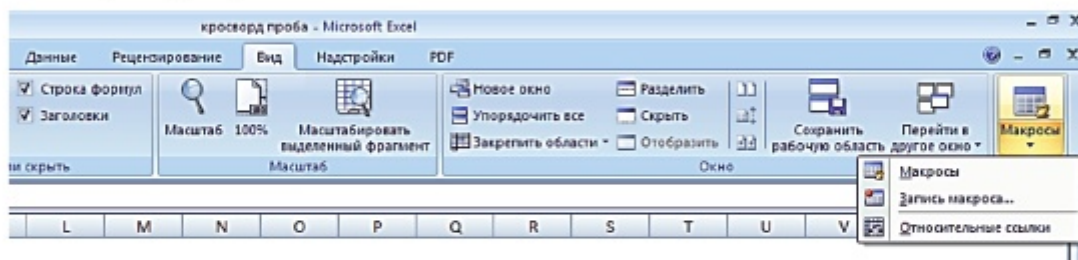 кросворд проба - Microsoft Excel
Данные Рецензирование Вид Надстройки PDF
Строка формул
Заголовки
Масштаб 100% Масштабировать выделенный фрагмент
Новое окно
Упорядочить все
Закрепить области
Разделить
Скрыть
Отобразить
Сохранить рабочую область
Перейти в другое окно
Макросы
ли скрыть Масштаб Окно
Макросы
Запись макроса...
Относительные ссылки
L M N O P Q R S T U V